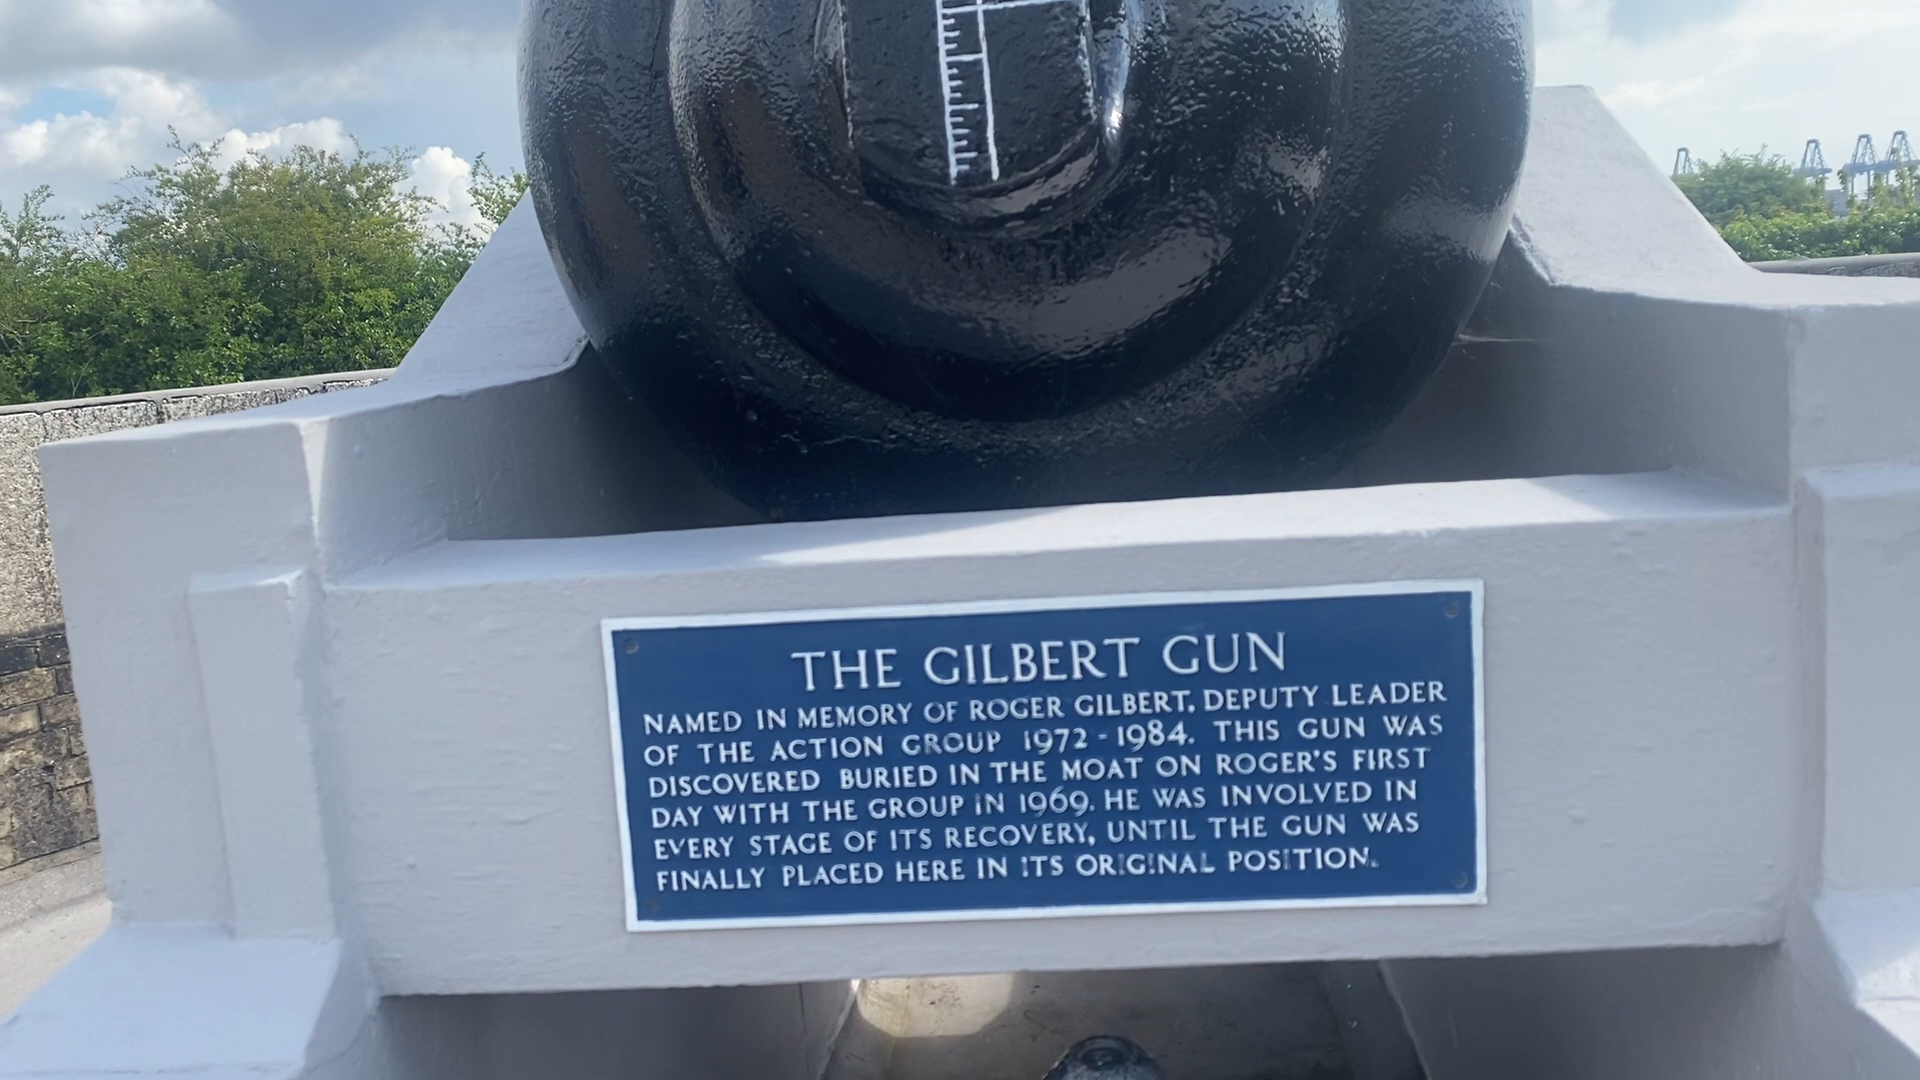 THE GILBERT GUN
NAMED IN MEMORY OF ROGER GILBERT, DEPUTY LEADER
OF THE ACTION GROUP 1972 - 1984. THIS GUN WAS
DISCOVERED BURIED IN THE MOAT ON ROGER'S FIRST
DAY WITH THE GROUP IN 1969. HE WAS INVOLVED IN
EVERY STAGE OF ITS RECOVERY, UNTIL THE GUN WAS
FINALLY PLACED HERE IN ITS ORIGINAL POSITION.